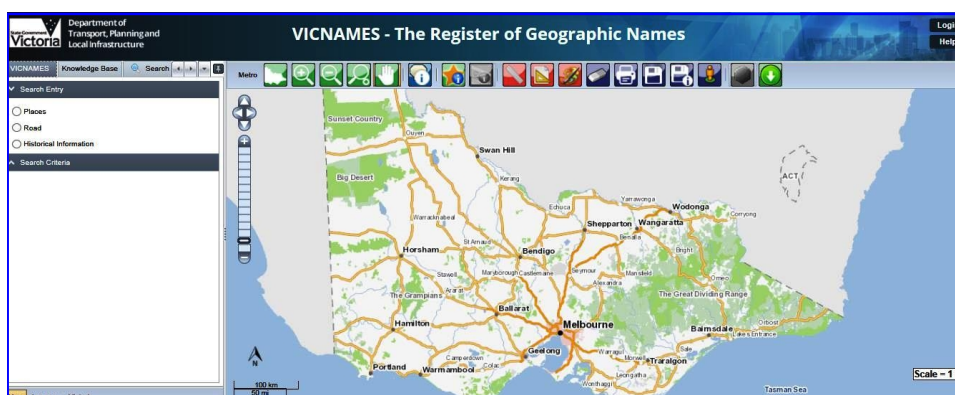 State Government
Victoria
Department of
Transport, Planning and
Local Infrastructure
VICNAMES - The Register of Geographic Names
Login
Help
VICNAMES
Knowledge Base
Search
Metro
Search Entry
Places
Road
Historical Information
Search Criteria
Sunset Country
Ouyen
Swan Hill
Big Desert
Kerang
ACT
Echuca
Yarrawonga
Wodonga
Corryong
Warracknabeal
Shepparton
Wangaratta
Benalla
Horsham
St Arnaud
Bendigo
Bright
Stawell
Maryborough
Castlemaine
Seymour
Mansfield
Omeo
Alexandra
Ararat
The Grampians
The Great Dividing Range
Ballarat
Orbost
Hamilton
Melbourne
Bairnsdale
Lakes Entrance
Geelong
Warragul
Sale
Camperdown
Colac
Morwell
Traralgon
Portland
Warrnambool
Leongatha
Wonthaggi
N
100 km
50 mi
Tasman Sea
Scale = 1